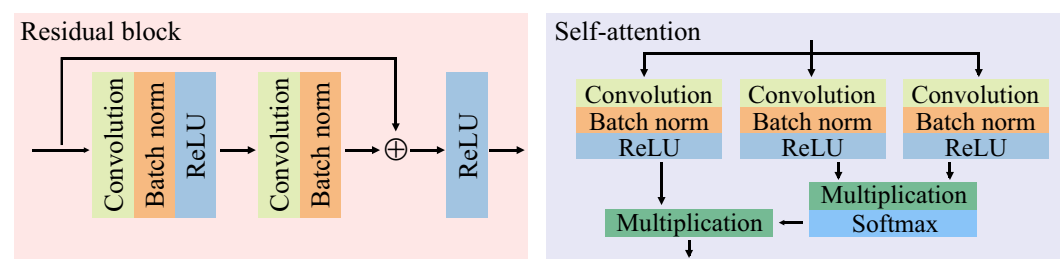 Residual block
Convolution
Batch norm
ReLU
Convolution
Batch norm
ReLU
Self-attention
Convolution
Batch norm
ReLU
Convolution
Batch norm
ReLU
Convolution
Batch norm
ReLU
Multiplication
Softmax
Multiplication